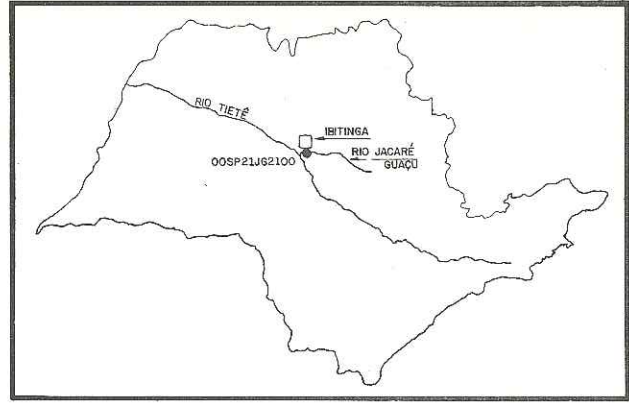 RIO TIETÊ
IBITINGA
00SP21JG2100
RIO JACARÉ
GUAÇU